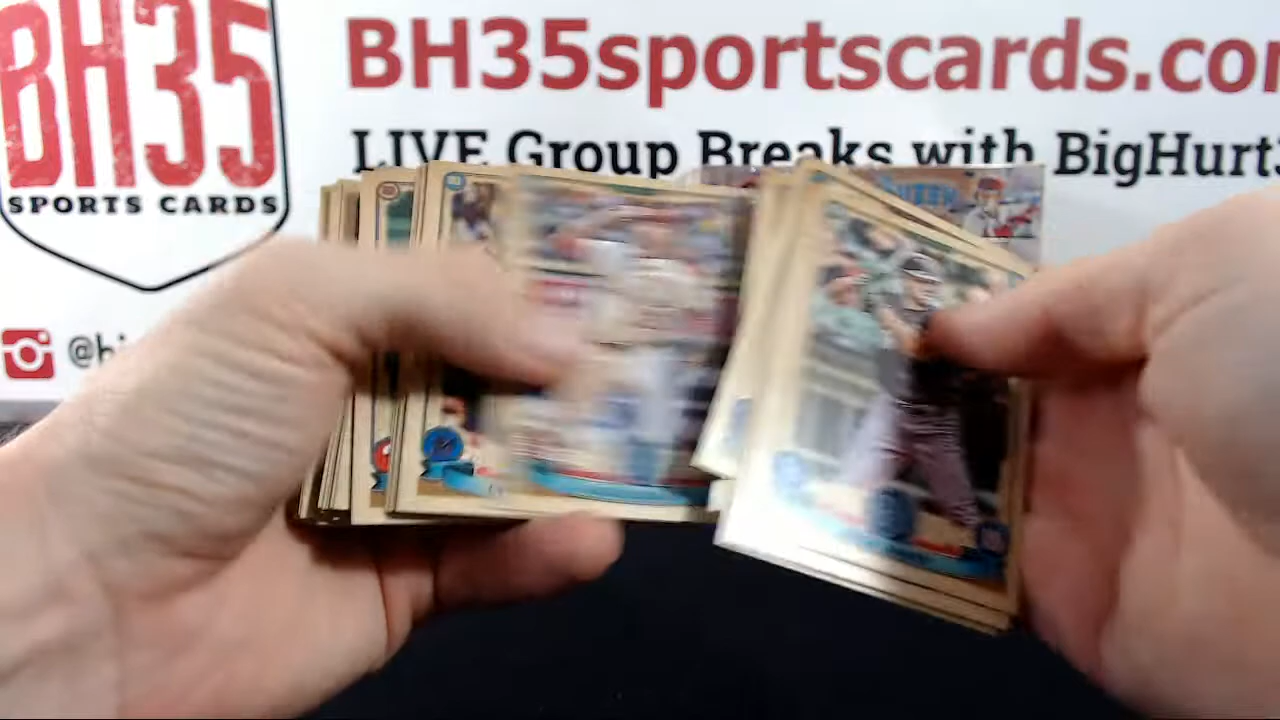 BH35
SPORTS CARDS
BH35sportscards.co
LIVE Group Breaks with BigHurt
@